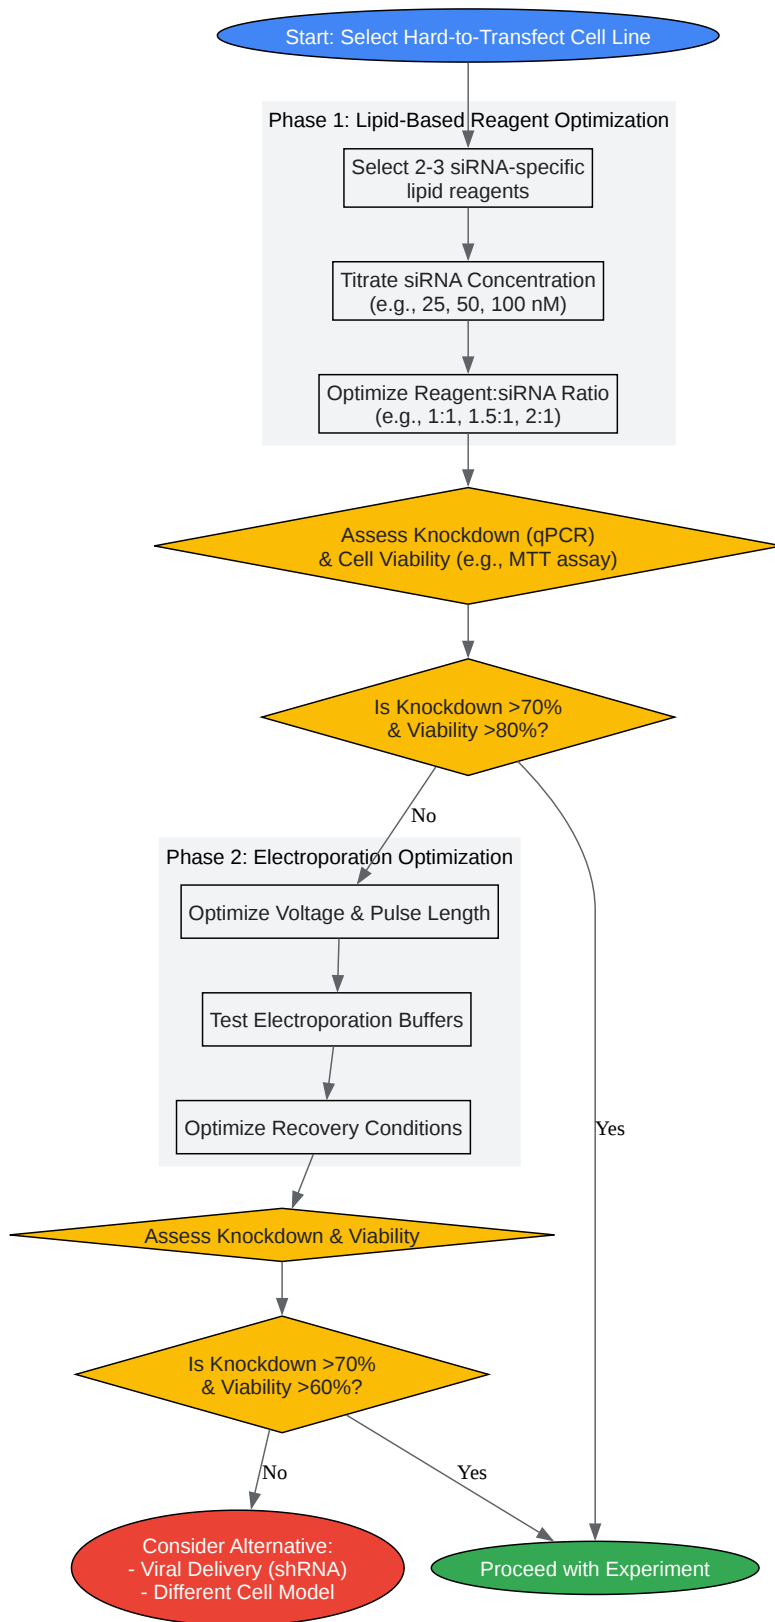 Start: Select Hard-to-Transfect Cell Line
Phase 1: Lipid-Based Reagent Optimization
Select 2-3 siRNA-specific
lipid reagents
Titrate siRNA Concentration
(e.g., 25, 50, 100 nM)
Optimize Reagent:siRNA Ratio
(e.g., 1:1, 1.5:1, 2:1)
Assess Knockdown (qPCR)
& Cell Viability (e.g., MTT assay)
Is Knockdown >70%
& Viability >80%?
No
Phase 2: Electroporation Optimization
Optimize Voltage & Pulse Length
Test Electroporation Buffers
Optimize Recovery Conditions
Yes
Assess Knockdown & Viability
Is Knockdown >70%
& Viability >60%?
No
Yes
Consider Alternative:
- Viral Delivery (shRNA)
- Different Cell Model
Proceed with Experiment